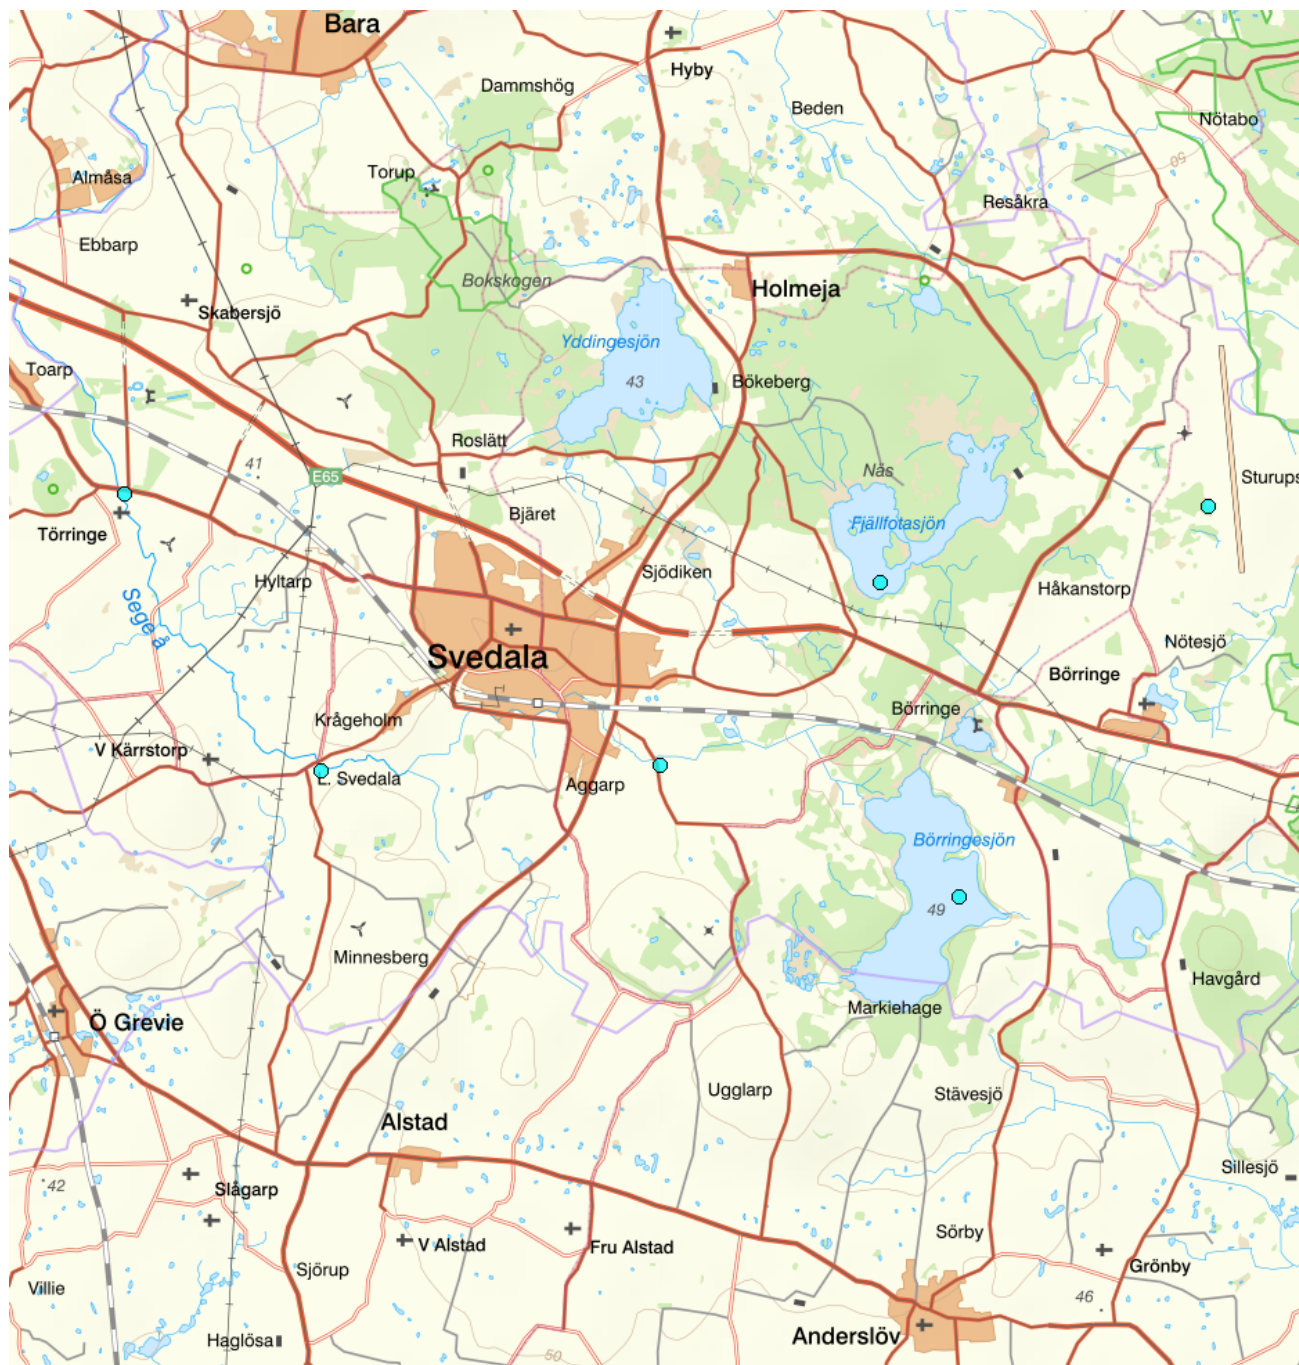 Bara
Hyby
Dammshög
Beden
Nötabo
50
Torup
Almåsa
Resåkra
Ebbarp
Bokskogen
Holmeja
Skabersjö
Yddingesjön
Toarp
43
Bökeberg
Roslätt
41
E65
Nås
Sturups
Bjäret
Fjällfotasjön
Törringe
Sjödiken
Hyltarp
Håkanstorp
Sege å
Nötesjö
Svedala
Börringe
Börringe
Krågeholm
V Kärrstorp
L. Svedala
Aggarp
Börringesjön
49
Minnesberg
Havgård
Markiehage
Ö Grevie
Ugglarp
Stävesjö
Alstad
Sillesjö
42
Slågarp
Sörby
V Alstad
Fru Alstad
Grönby
Sjörup
Villie
46
Haglösa
Anderslöv
50